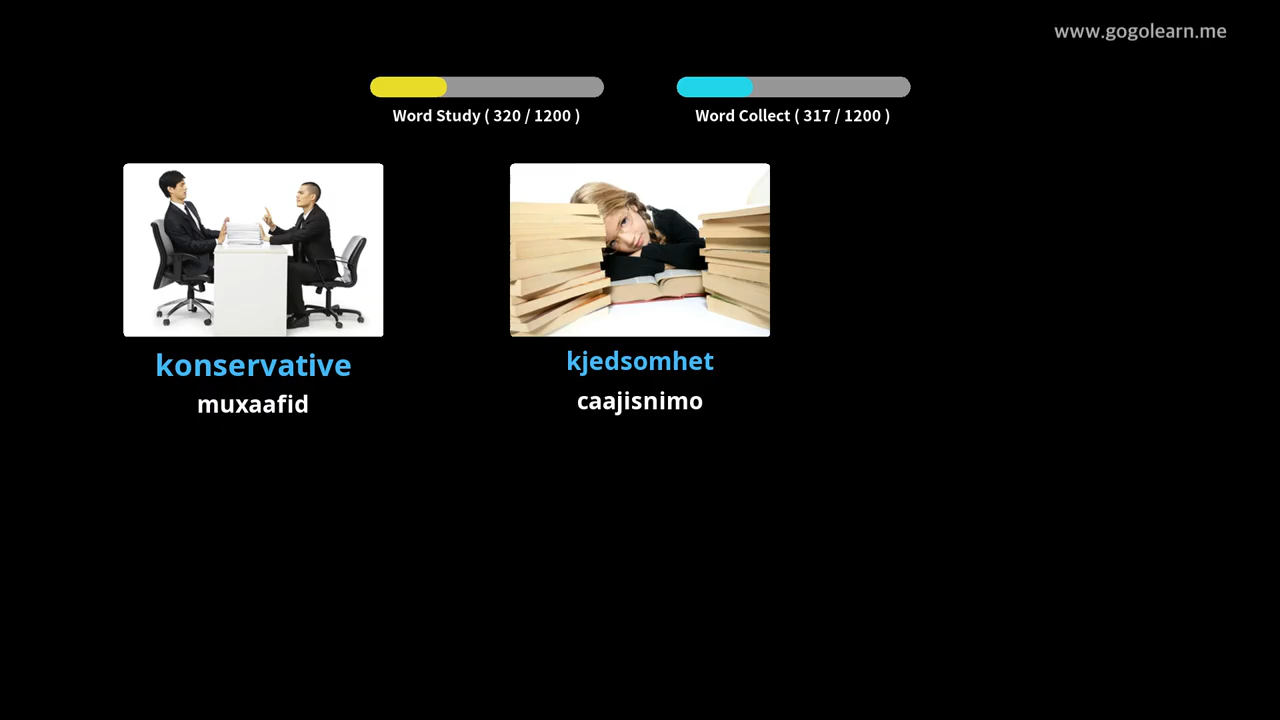 www.gogolearn.me
Word Study ( 320 / 1200 )
Word Collect ( 317 / 1200 )
konservative
muxaafid
kjedsomhet
caajisnimo